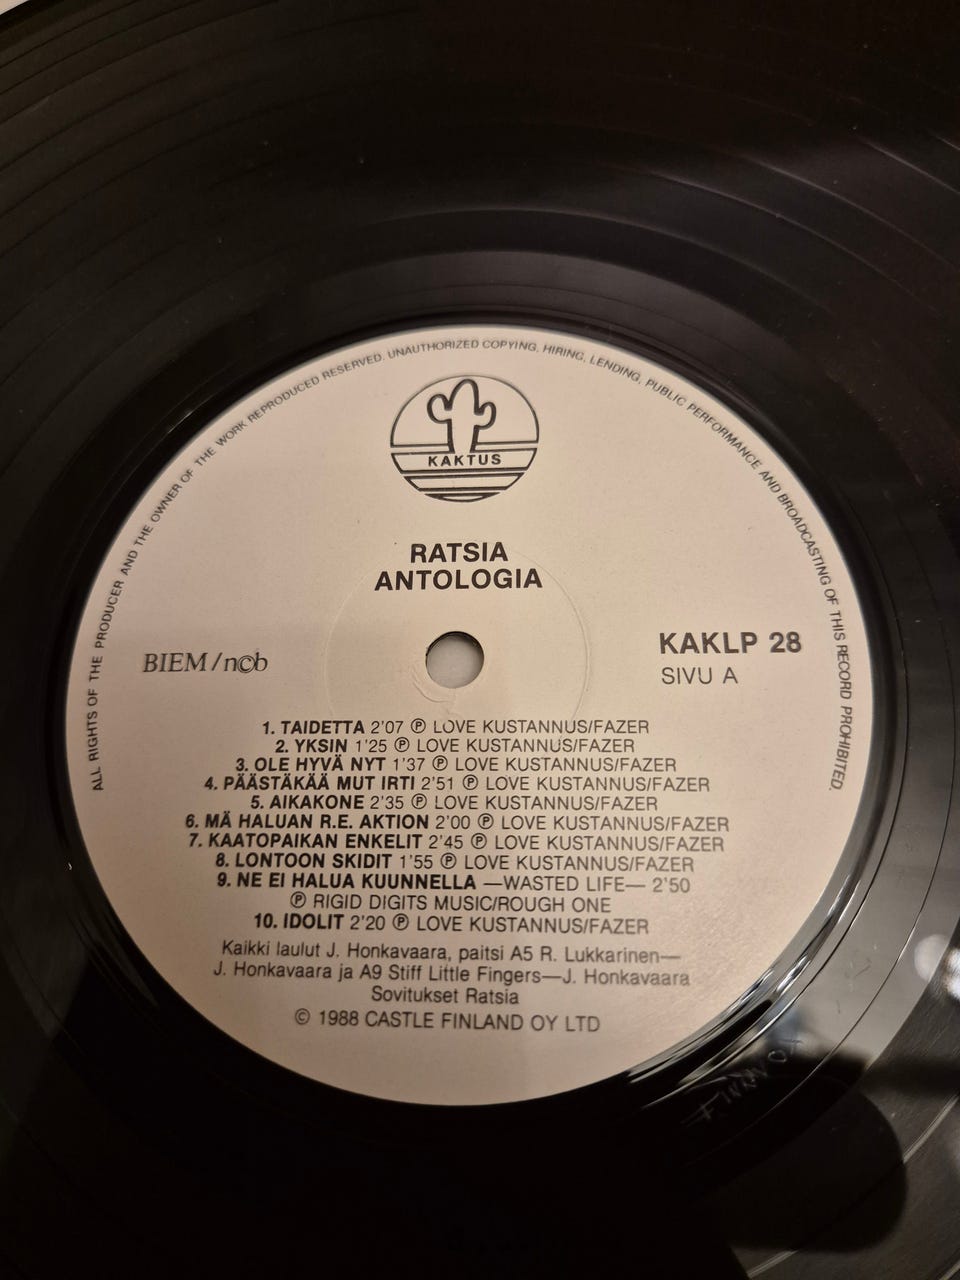 ALL RIGHTS OF THE PRODUCER AND THE OWNER OF THE WORK REPRODUCED RESERVED. UNAUTHORIZED COPYING, HIRING, LENDING, PUBLIC PERFORMANCE AND BROADCASTING OF THIS RECORD PROHIBITED.
KAKTUS
RATSIA
ANTOLOGIA
BIEM/n©b
KAKLP 28
SIVU A
1. TAIDETTA 2'07 ℗ LOVE KUSTANNUS/FAZER
2. YKSIN 1'25 ℗ LOVE KUSTANNUS/FAZER
3. OLE HYVÄ NYT 1'37 ℗ LOVE KUSTANNUS/FAZER
4. PÄÄSTÄKÄÄ MUT IRTI 2'51 ℗ LOVE KUSTANNUS/FAZER
5. AIKAKONE 2'35 ℗ LOVE KUSTANNUS/FAZER
6. MÄ HALUAN R.E. AKTION 2'00 ℗ LOVE KUSTANNUS/FAZER
7. KAATOPAIKAN ENKELIT 2'45 ℗ LOVE KUSTANNUS/FAZER
8. LONTOON SKIDIT 1'55 ℗ LOVE KUSTANNUS/FAZER
9. NE EI HALUA KUUNNELLA —WASTED LIFE— 2'50
℗ RIGID DIGITS MUSIC/ROUGH ONE
10. IDOLIT 2'20 ℗ LOVE KUSTANNUS/FAZER
Kaikki laulut J. Honkavaara, paitsi A5 R. Lukkarinen—
J. Honkavaara ja A9 Stiff Little Fingers—J. Honkavaara
Sovitukset Ratsia
© 1988 CASTLE FINLAND OY LTD
FINNVOX